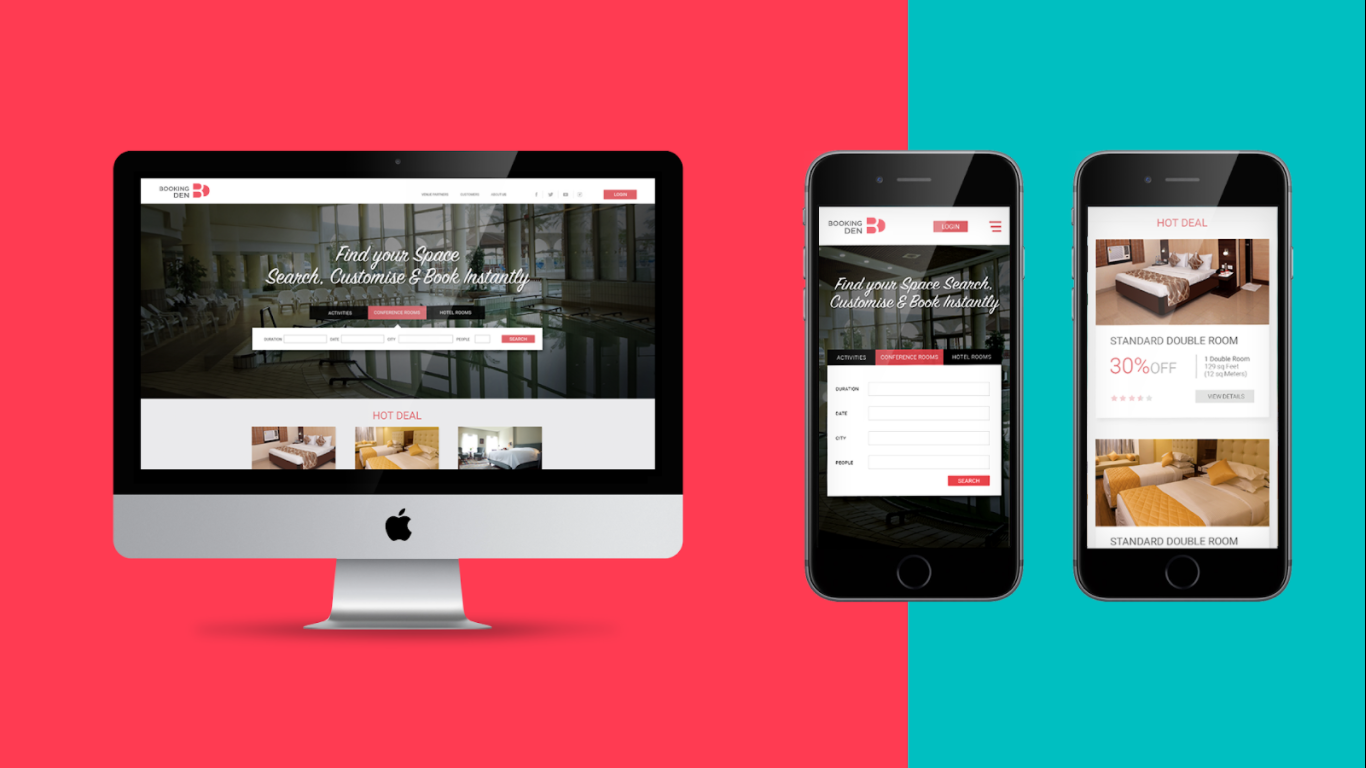 BOOKING
DEN
VENUE PARTNERS
CUSTOMERS
ABOUT ME
LOGIN
Find your Space
Search, Customise & Book Instantly
ACTIVITIES
CONFERENCE ROOMS
HOTEL ROOMS
DURATION
DATE
CITY
PEOPLE
SEARCH
HOT DEAL
BOOKING
DEN
LOGIN
Find your Space Search,
Customise & Book Instantly
ACTIVITIES
CONFERENCE ROOMS
HOTEL ROOMS
DURATION
DATE
CITY
PEOPLE
SEARCH
HOT DEAL
STANDARD DOUBLE ROOM
30%OFF
1 Double Room
129 sq Feet
(12 sq Meters)
VIEW DETAILS
STANDARD DOUBLE ROOM